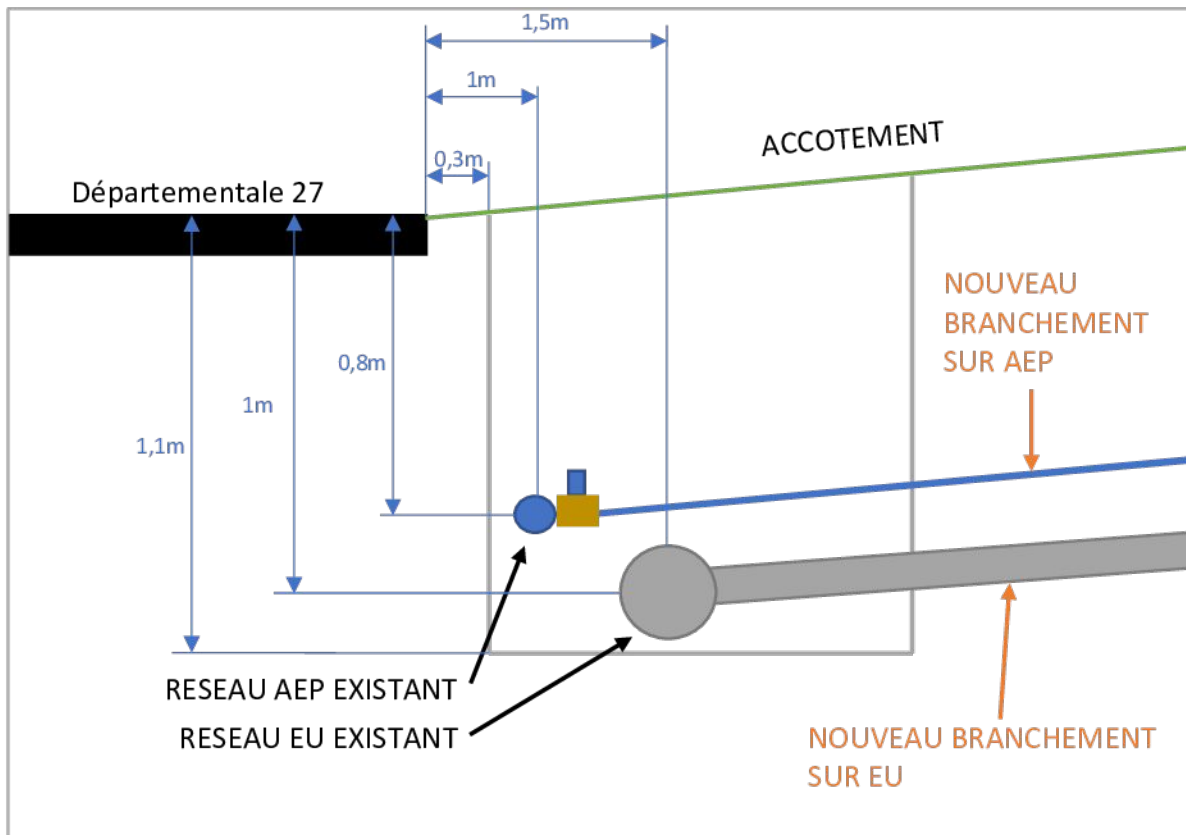 1,5m
1m
0,3m
ACCOTEMENT
Départementale 27
NOUVEAU
BRANCHEMENT
SUR AEP
0,8m
1m
1,1m
RESEAU AEP EXISTANT
RESEAU EU EXISTANT
NOUVEAU BRANCHEMENT
SUR EU